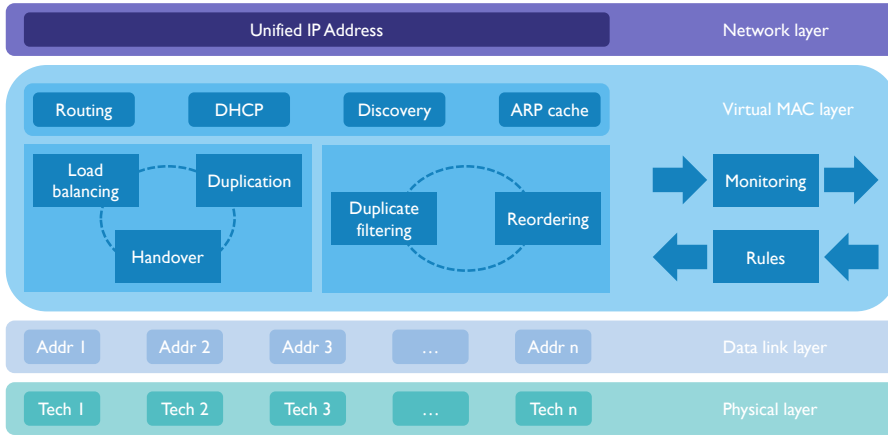 Unified IP Address
Network layer
Routing
DHCP
Discovery
ARP cache
Virtual MAC layer
Load
balancing
Duplication
Handover
Duplicate
filtering
Reordering
Monitoring
Rules
Addr 1
Addr 2
Addr 3
...
Addr n
Data link layer
Tech 1
Tech 2
Tech 3
...
Tech n
Physical layer